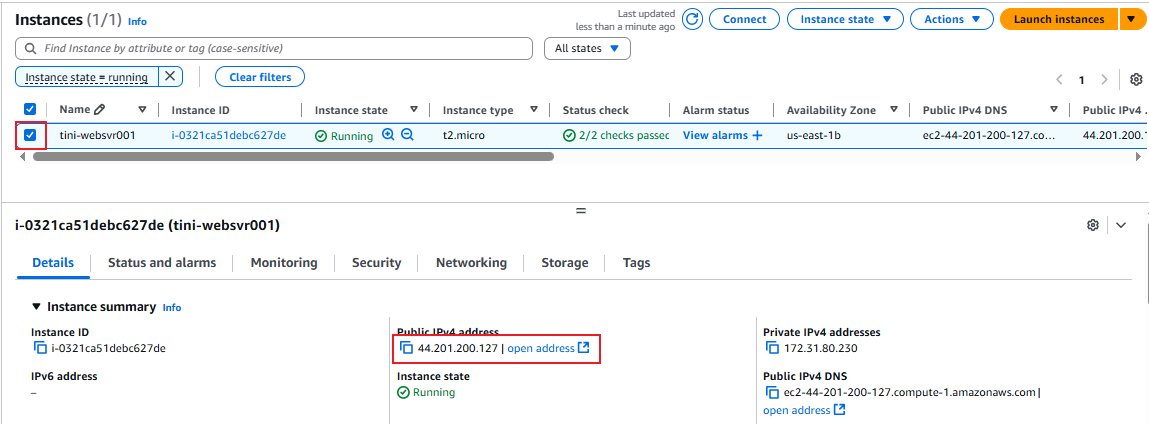 Instances (1/1) Info
Last updated
less than a minute ago
Connect
Instance state
Actions
Launch instances
Find Instance by attribute or tag (case-sensitive)
All states
Instance state = running
Clear filters
1
Name Instance ID Instance state Instance type Status check Alarm status Availability Zone Public IPv4 DNS Public IPv4 .
tini-websvr001 i-0321ca51debc627de Running t2.micro 2/2 checks passec View alarms + us-east-1b ec2-44-201-200-127.co... 44.201.200.1
i-0321ca51debc627de (tini-websvr001)
Details Status and alarms Monitoring Security Networking Storage Tags
Instance summary Info
Instance ID
i-0321ca51debc627de
IPv6 address
–
Public IPv4 address
44.201.200.127 | open address
Instance state
Running
Private IPv4 addresses
172.31.80.230
Public IPv4 DNS
ec2-44-201-200-127.compute-1.amazonaws.com |
open address